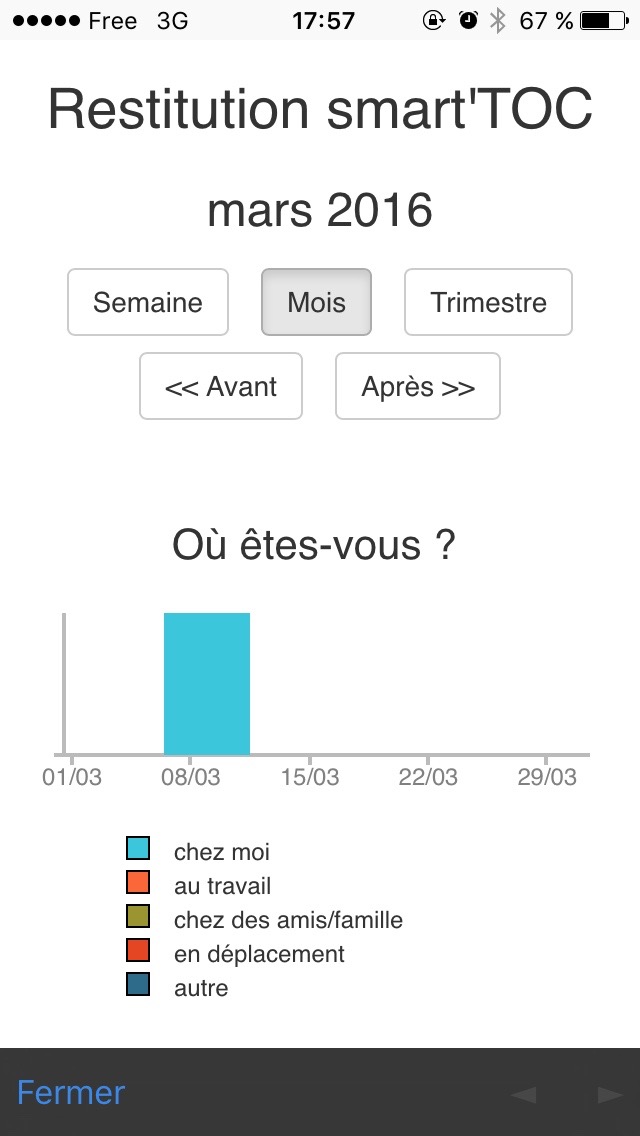 Free 3G 17:57 67 %
Restitution smart'TOC
mars 2016
Semaine Mois Trimestre
<< Avant Après >>
Où êtes-vous ?
01/03 08/03 15/03 22/03 29/03
chez moi
au travail
chez des amis/famille
en déplacement
autre
Fermer